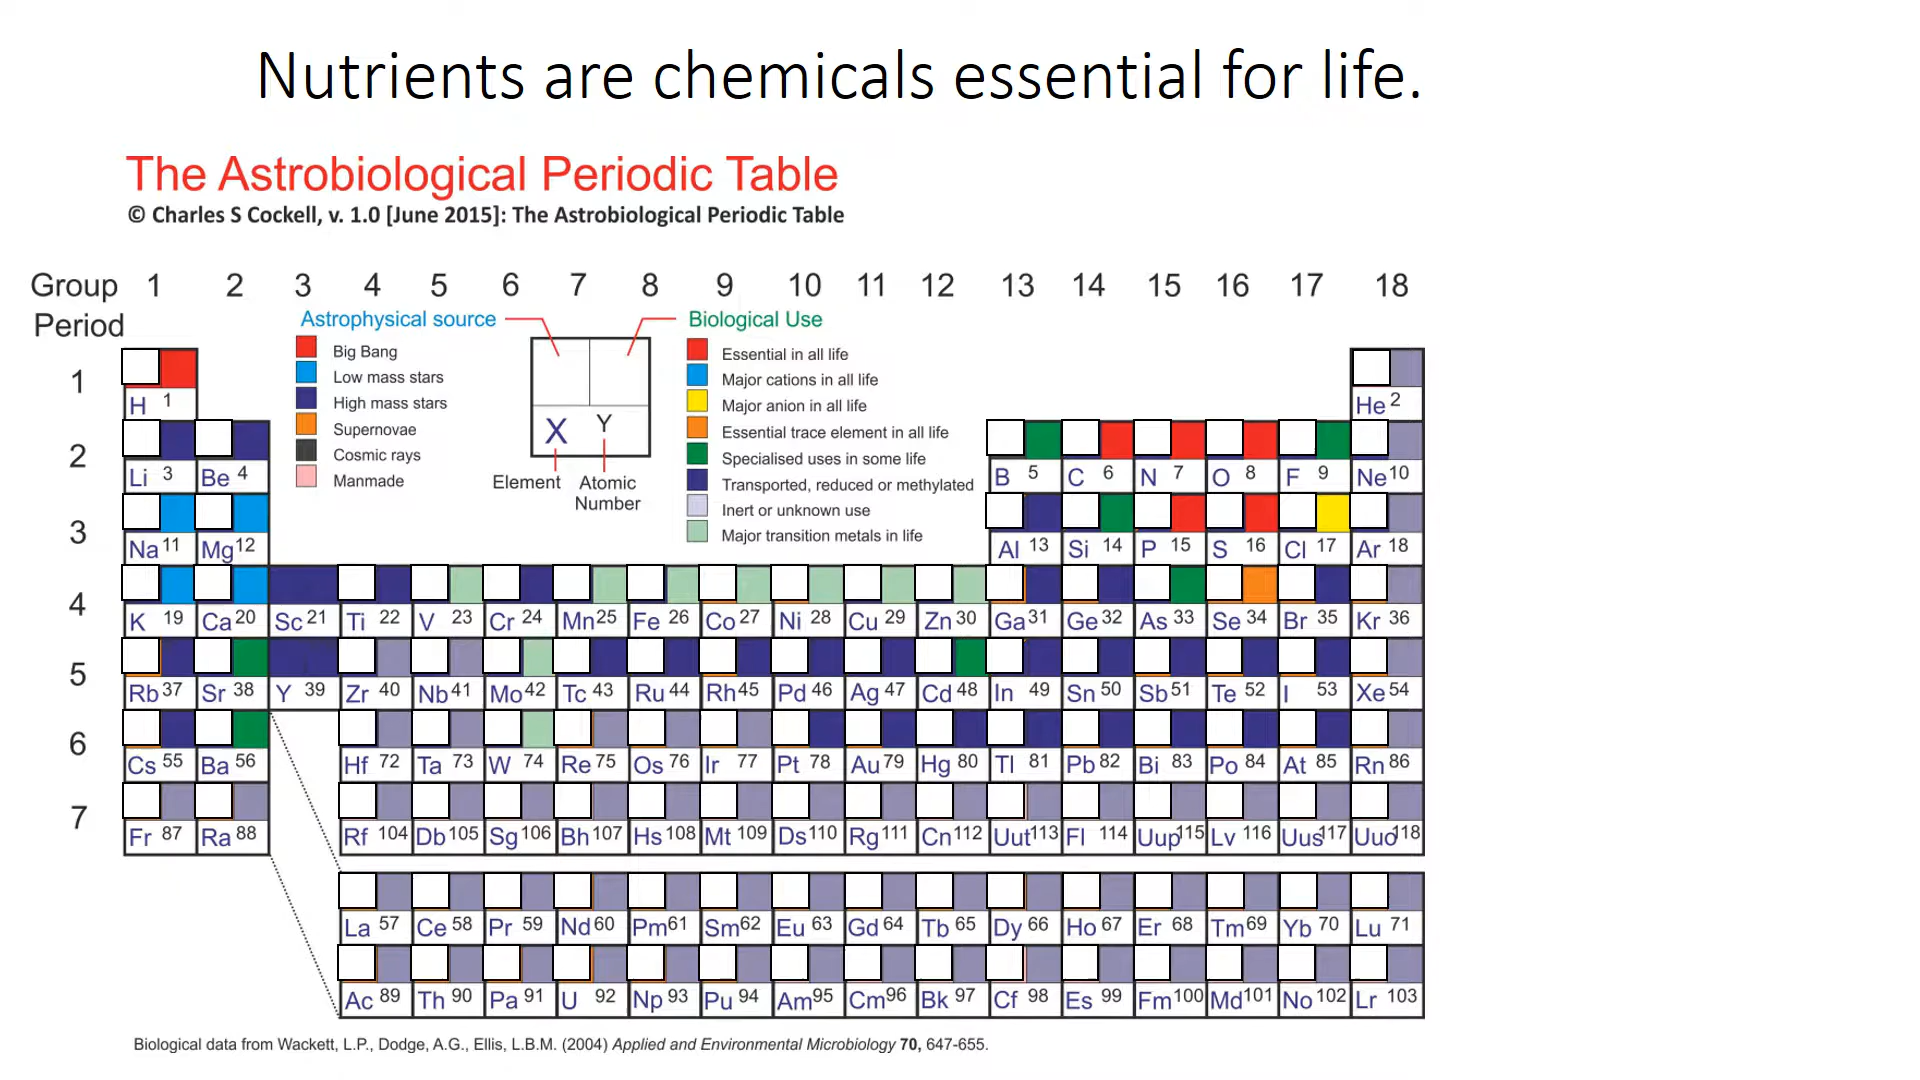 Nutrients are chemicals essential for life.
The Astrobiological Periodic Table
© Charles S Cockell, v. 1.0 [June 2015]: The Astrobiological Periodic Table
Group 1 2 3 4 5 6 7 8 9 10 11 12 13 14 15 16 17 18
Period
Astrophysical source
Big Bang
Low mass stars
High mass stars
Supernovae
Cosmic rays
Manmade
X Y
Element
Atomic
Number
Biological Use
Essential in all life
Major cations in all life
Major anion in all life
Essential trace element in all life
Specialised uses in some life
Transported, reduced or methylated
Inert or unknown use
Major transition metals in life
1
H 1 He 2
2
Li 3 Be 4 B 5 C 6 N 7 O 8 F 9 Ne 10
3
Na 11 Mg 12 Al 13 Si 14 P 15 S 16 Cl 17 Ar 18
4
K 19 Ca 20 Sc 21 Ti 22 V 23 Cr 24 Mn 25 Fe 26 Co 27 Ni 28 Cu 29 Zn 30 Ga 31 Ge 32 As 33 Se 34 Br 35 Kr 36
5
Rb 37 Sr 38 Y 39 Zr 40 Nb 41 Mo 42 Tc 43 Ru 44 Rh 45 Pd 46 Ag 47 Cd 48 In 49 Sn 50 Sb 51 Te 52 I 53 Xe 54
6
Cs 55 Ba 56 Hf 72 Ta 73 W 74 Re 75 Os 76 Ir 77 Pt 78 Au 79 Hg 80 Tl 81 Pb 82 Bi 83 Po 84 At 85 Rn 86
7
Fr 87 Ra 88 Rf 104 Db 105 Sg 106 Bh 107 Hs 108 Mt 109 Ds 110 Rg 111 Cn 112 Uut 113 Fl 114 Uup 115 Lv 116 Uus 117 Uuo 118
La 57 Ce 58 Pr 59 Nd 60 Pm 61 Sm 62 Eu 63 Gd 64 Tb 65 Dy 66 Ho 67 Er 68 Tm 69 Yb 70 Lu 71
Ac 89 Th 90 Pa 91 U 92 Np 93 Pu 94 Am 95 Cm 96 Bk 97 Cf 98 Es 99 Fm 100 Md 101 No 102 Lr 103
Biological data from Wackett, L.P., Dodge, A.G., Ellis, L.B.M. (2004) Applied and Environmental Microbiology 70, 647-655.